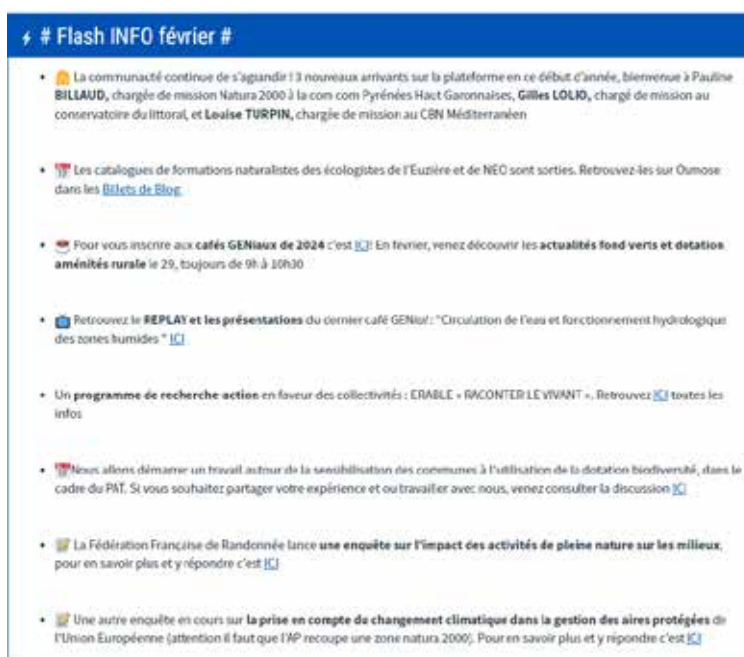 # Flash INFO février #
La communauté continue de s'agrandir ! 3 nouveaux arrivants sur la plateforme en ce début d'année, bienvenue à Pauline
BILLAUD, chargée de mission Natura 2000 à la com com Pyrénées Haut Garonnaises, Gilles LOLIO, chargé de mission au
conservatoire du littoral, et Louise TURPIN, chargée de mission au CBN Méditerranéen
Les catalogues de formations naturalistes des écologistes de l'Euzière et de NEO sont sorties. Retrouvez-les sur Osmose
dans les Billets de Blog
Pour vous inscrire aux cafés GENiaux de 2024 c'est ICI! En fevrier, venez découvrir les actualités fond verts et dotation
aménités rurale le 29, toujours de 9h à 10h30
Retrouvez le REPLAY et les présentations du dernier café GENial : "Circulation de l'eau et fonctionnement hydrologique
des zones humides " ICI
Un programme de recherche action en faveur des collectivités : ERABLE « RACONTER LE VIVANT ». Retrouvez ICI toutes les
infos
Nous allons démarrer un travail autour de la sensibilisation des communes à l'utilisation de la dotation biodiversité, dans le
cadre du PAT. Si vous souhaitez partager votre expérience et ou travailler avec nous, venez consulter la discussion ICI
La Fédération Française de Randonnée lance une enquête sur l'impact des activités de pleine nature sur les milieux,
pour en savoir plus et y répondre c'est ICI
Une autre enquête en cours sur la prise en compte du changement climatique dans la gestion des aires protégées de
l'Union Européenne (attention il faut que l'AP recoupe une zone natura 2000). Pour en savoir plus et y répondre c'est ICI